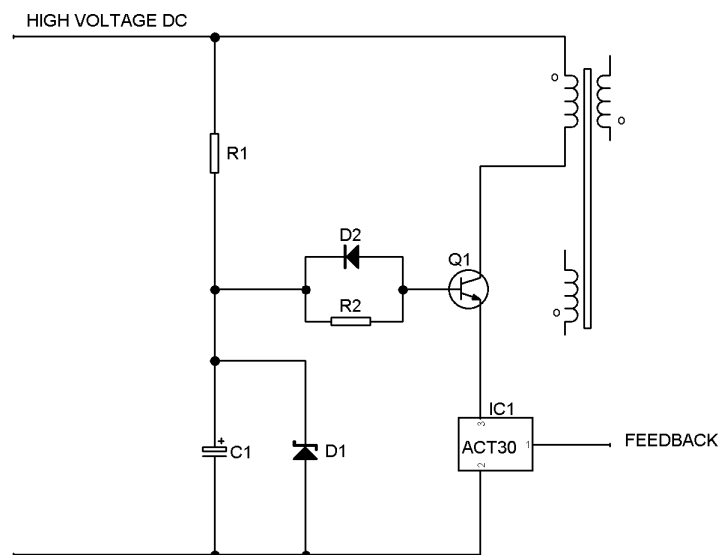 HIGH VOLTAGE DC
o
o
R1
D2
Q1
R2
o
IC1
3
ACT30
1
FEEDBACK
2
+
C1
D1